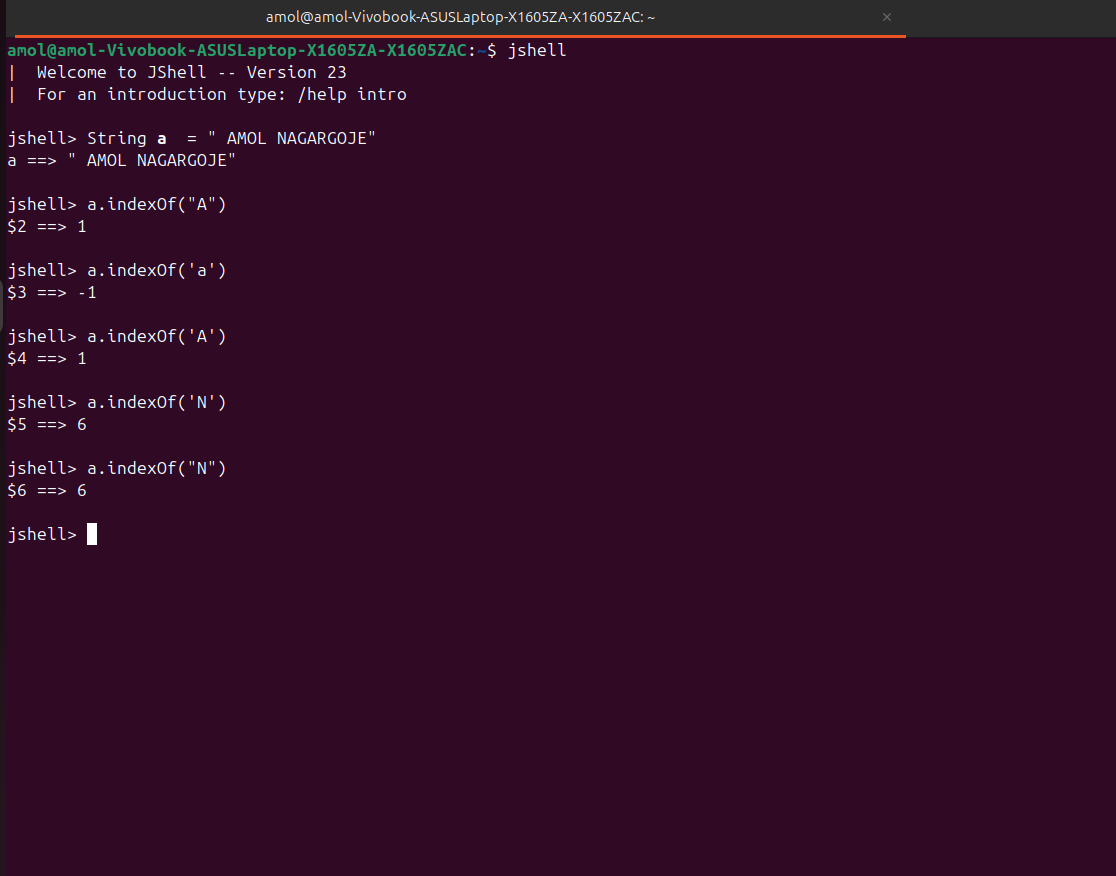 amol@amol-Vivobook-ASUSLaptop-X1605ZA-X1605ZAC: ~ ×
amol@amol-Vivobook-ASUSLaptop-X1605ZA-X1605ZAC:~$ jshell
|  Welcome to JShell -- Version 23
|  For an introduction type: /help intro
jshell> String a  = " AMOL NAGARGOJE"
a ==> " AMOL NAGARGOJE"
jshell> a.indexOf("A")
$2 ==> 1
jshell> a.indexOf('a')
$3 ==> -1
jshell> a.indexOf('A')
$4 ==> 1
jshell> a.indexOf('N')
$5 ==> 6
jshell> a.indexOf("N")
$6 ==> 6
jshell>